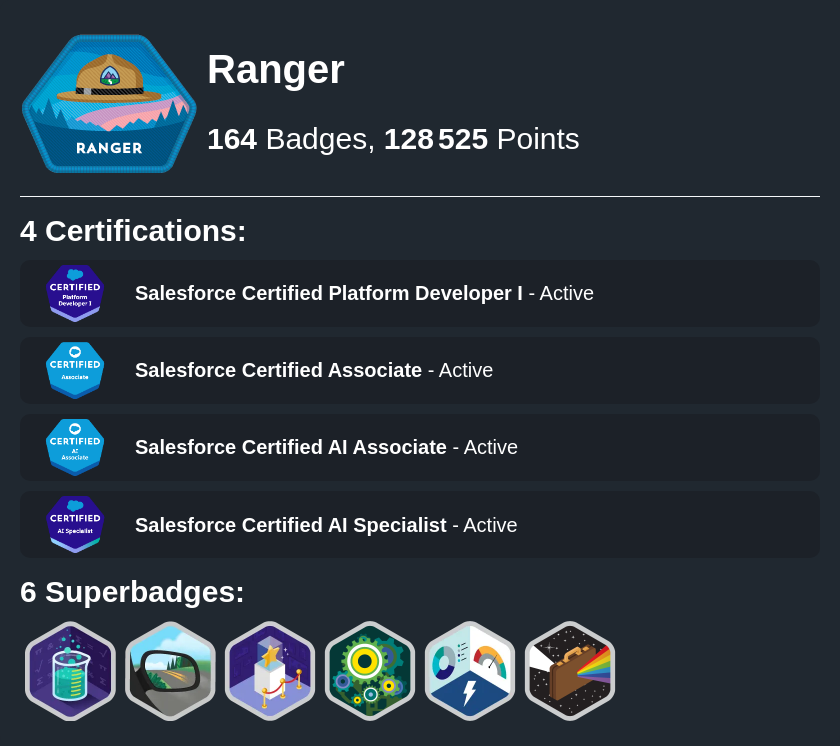 Ranger
RANGER
164 Badges, 128 525 Points
4 Certifications:
CERTIFIED
Platform
Developer I
Salesforce Certified Platform Developer I - Active
CERTIFIED
Associate
Salesforce Certified Associate - Active
CERTIFIED
AI
Associate
Salesforce Certified AI Associate - Active
CERTIFIED
AI Specialist
Salesforce Certified AI Specialist - Active
6 Superbadges: